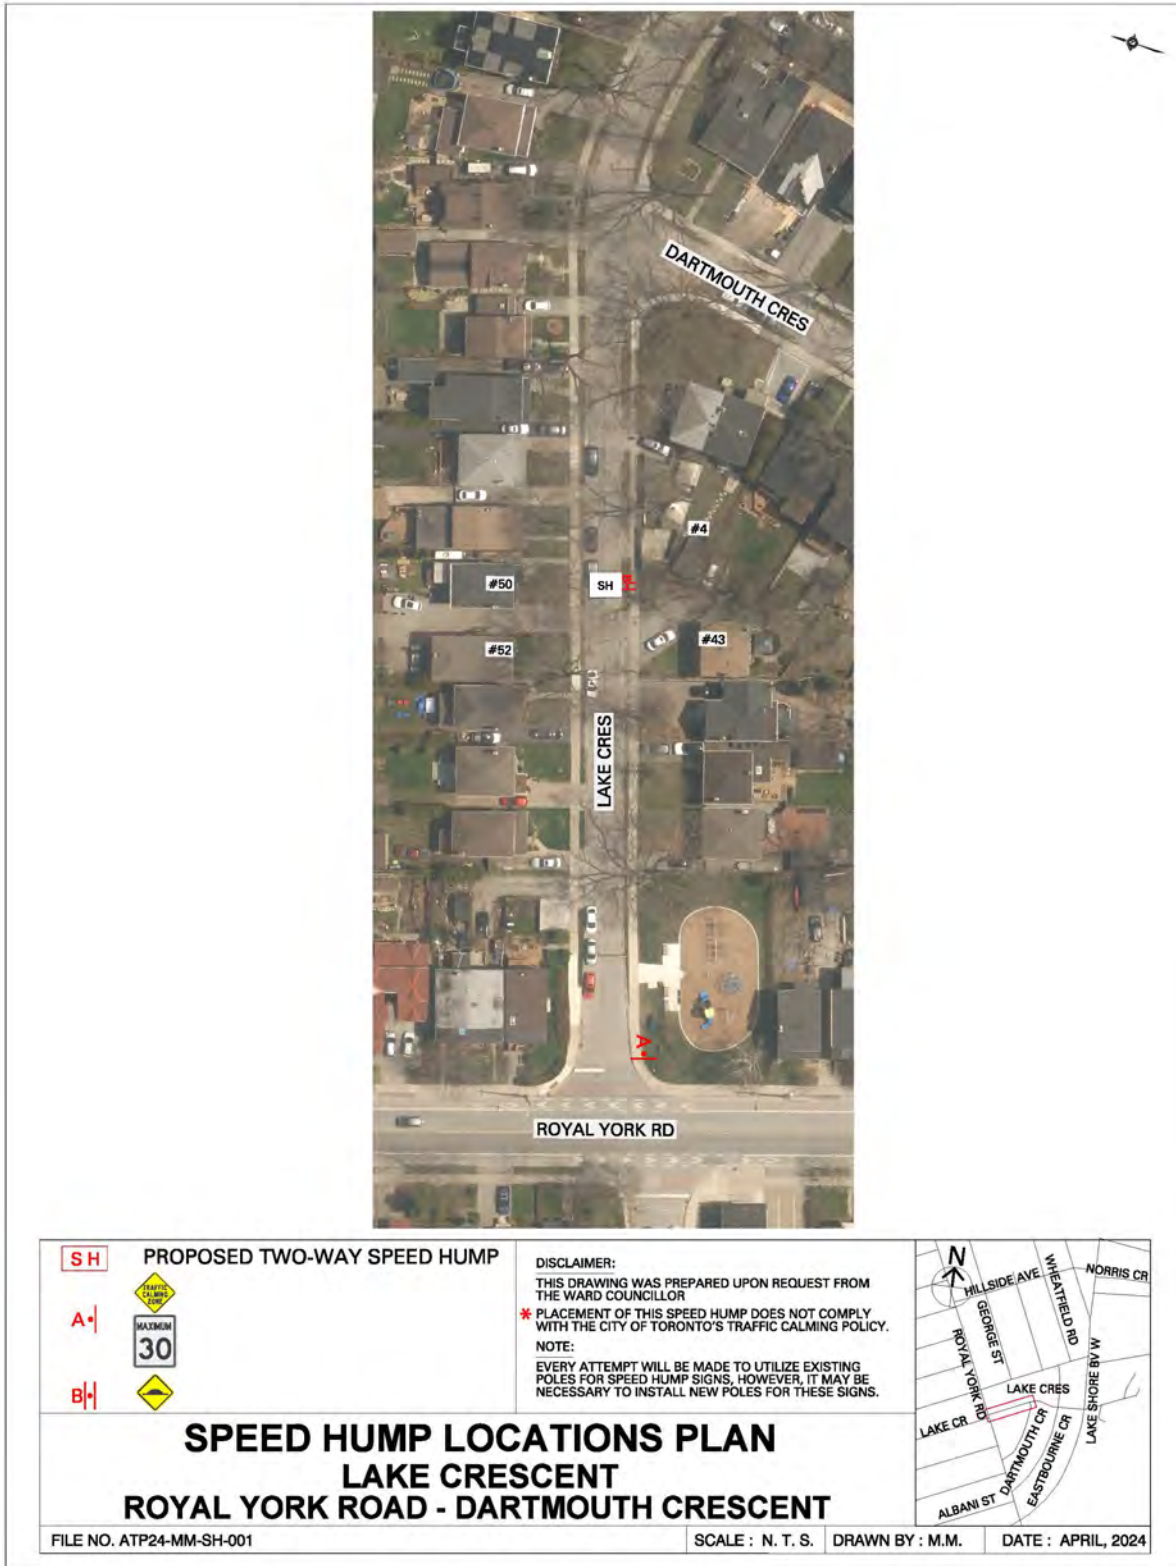 DARTMOUTH CRES
#4
#50
SH
#43
#52
LAKE CRES
A
ROYAL YORK RD
SH PROPOSED TWO-WAY SPEED HUMP
TRAFFIC
CALMING
ZONE
A
MAXIMUM
30
B
DISCLAIMER:
THIS DRAWING WAS PREPARED UPON REQUEST FROM
THE WARD COUNCILLOR
* PLACEMENT OF THIS SPEED HUMP DOES NOT COMPLY
WITH THE CITY OF TORONTO'S TRAFFIC CALMING POLICY.
NOTE:
EVERY ATTEMPT WILL BE MADE TO UTILIZE EXISTING
POLES FOR SPEED HUMP SIGNS, HOWEVER, IT MAY BE
NECESSARY TO INSTALL NEW POLES FOR THESE SIGNS.
N
HILLSIDE AVE
WHEATFIELD RD
NORRIS CR
GEORGE ST
ROYAL YORK RD
LAKE SHORE BV W
LAKE CRES
LAKE CR
DARTMOUTH CR
EASTBOURNE CR
ALBANI ST
SPEED HUMP LOCATIONS PLAN
LAKE CRESCENT
ROYAL YORK ROAD - DARTMOUTH CRESCENT
FILE NO. ATP24-MM-SH-001
SCALE : N. T. S.
DRAWN BY : M.M.
DATE : APRIL, 2024